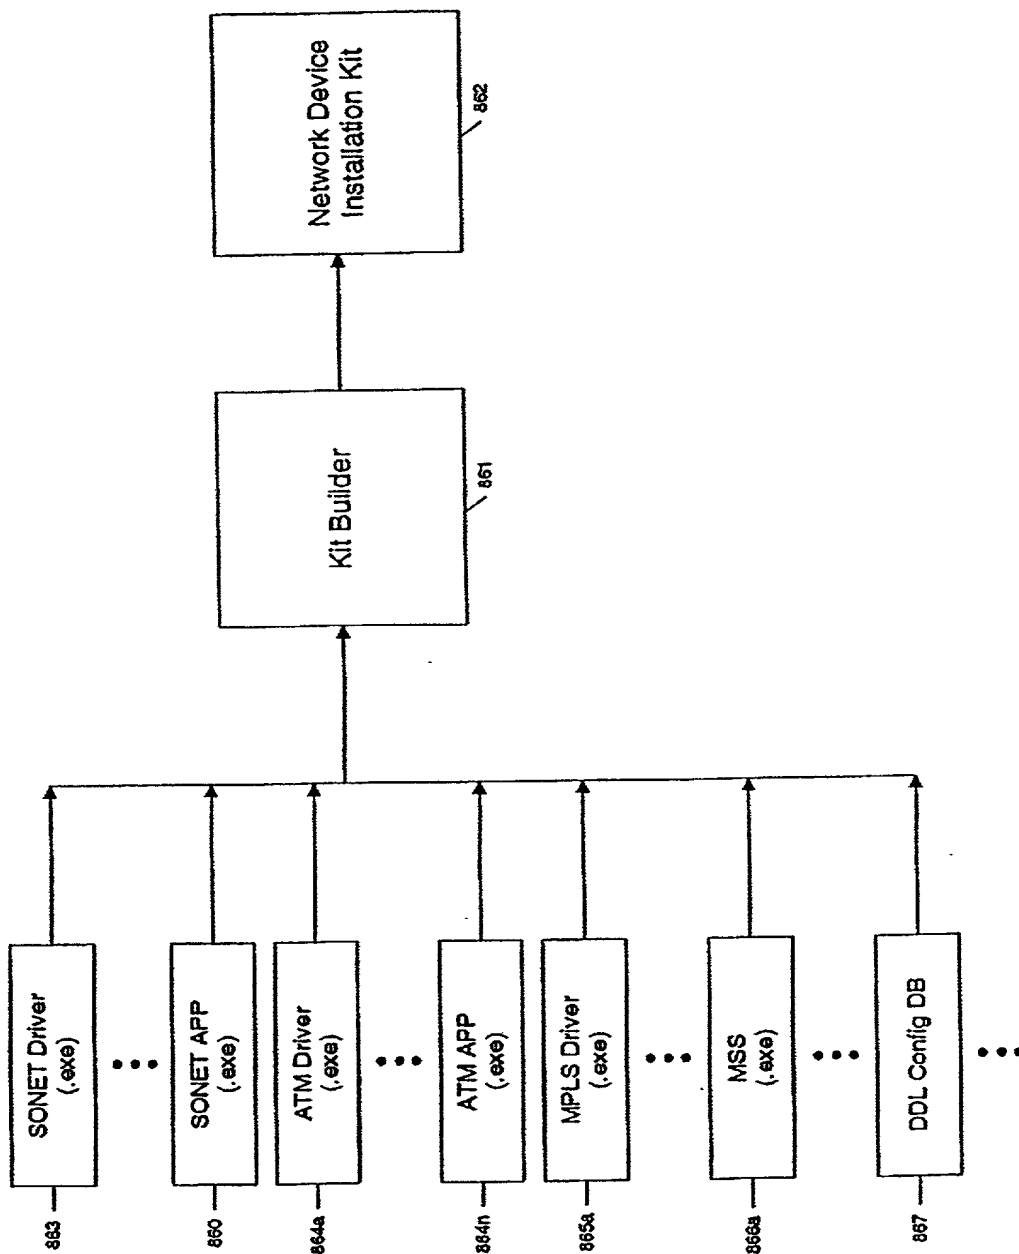 863
SONET Driver
(.exe)
860
SONET APP
(.exe)
864a
ATM Driver
(.exe)
864n
ATM APP
(.exe)
865a
MPLS Driver
(.exe)
866a
MSS
(.exe)
867
DDL Config DB
Kit Builder
861
Network Device
Installation Kit
862